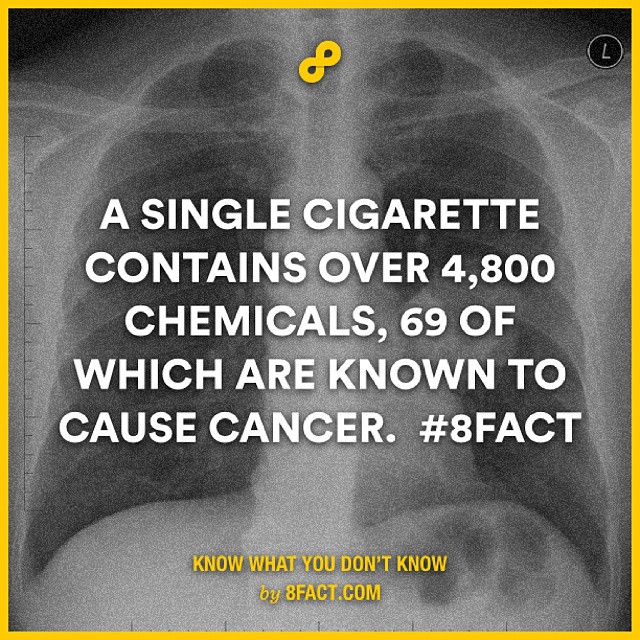 L
A SINGLE CIGARETTE
CONTAINS OVER 4,800
CHEMICALS, 69 OF
WHICH ARE KNOWN TO
CAUSE CANCER. #8FACT
KNOW WHAT YOU DON'T KNOW
by 8FACT.COM